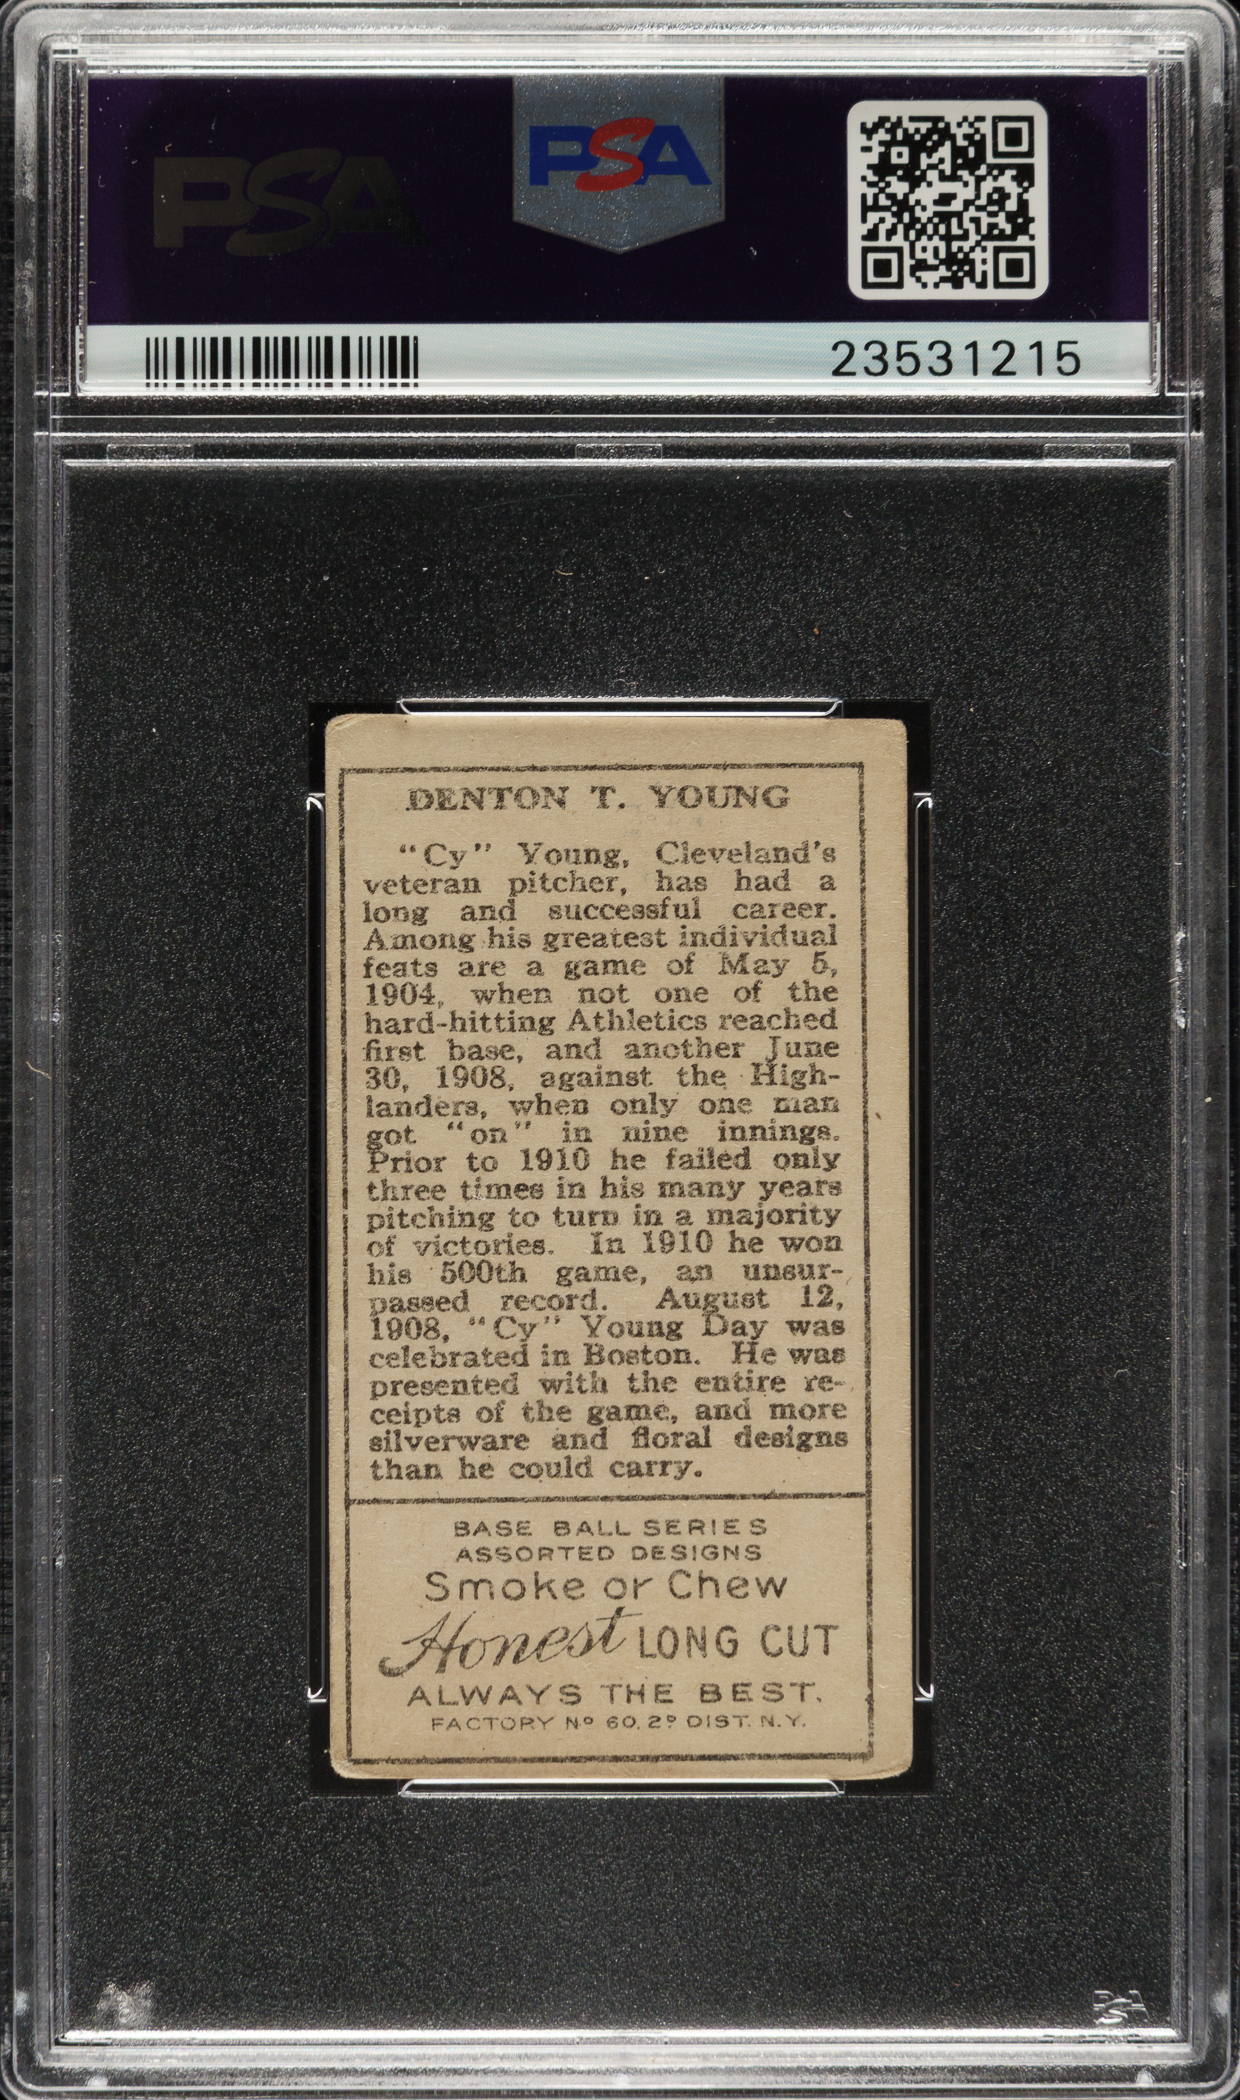 PSA
PSA
23531215
DENTON T. YOUNG
"Cy" Young, Cleveland's
veteran pitcher, has had a
long and successful career.
Among his greatest individual
feats are a game of May 5,
1904, when not one of the
hard-hitting Athletics reached
first base, and another June
30, 1908, against the High-
landers, when only one man
got "on" in nine innings.
Prior to 1910 he failed only
three times in his many years
pitching to turn in a majority
of victories. In 1910 he won
his 500th game, an unsur-
passed record. August 12,
1908, "Cy" Young Day was
celebrated in Boston. He was
presented with the entire re-
ceipts of the game, and more
silverware and floral designs
than he could carry.
BASE BALL SERIES
ASSORTED DESIGNS
Smoke or Chew
Honest LONG CUT
ALWAYS THE BEST.
FACTORY Nº 60, 2º DIST. N.Y.
PSA